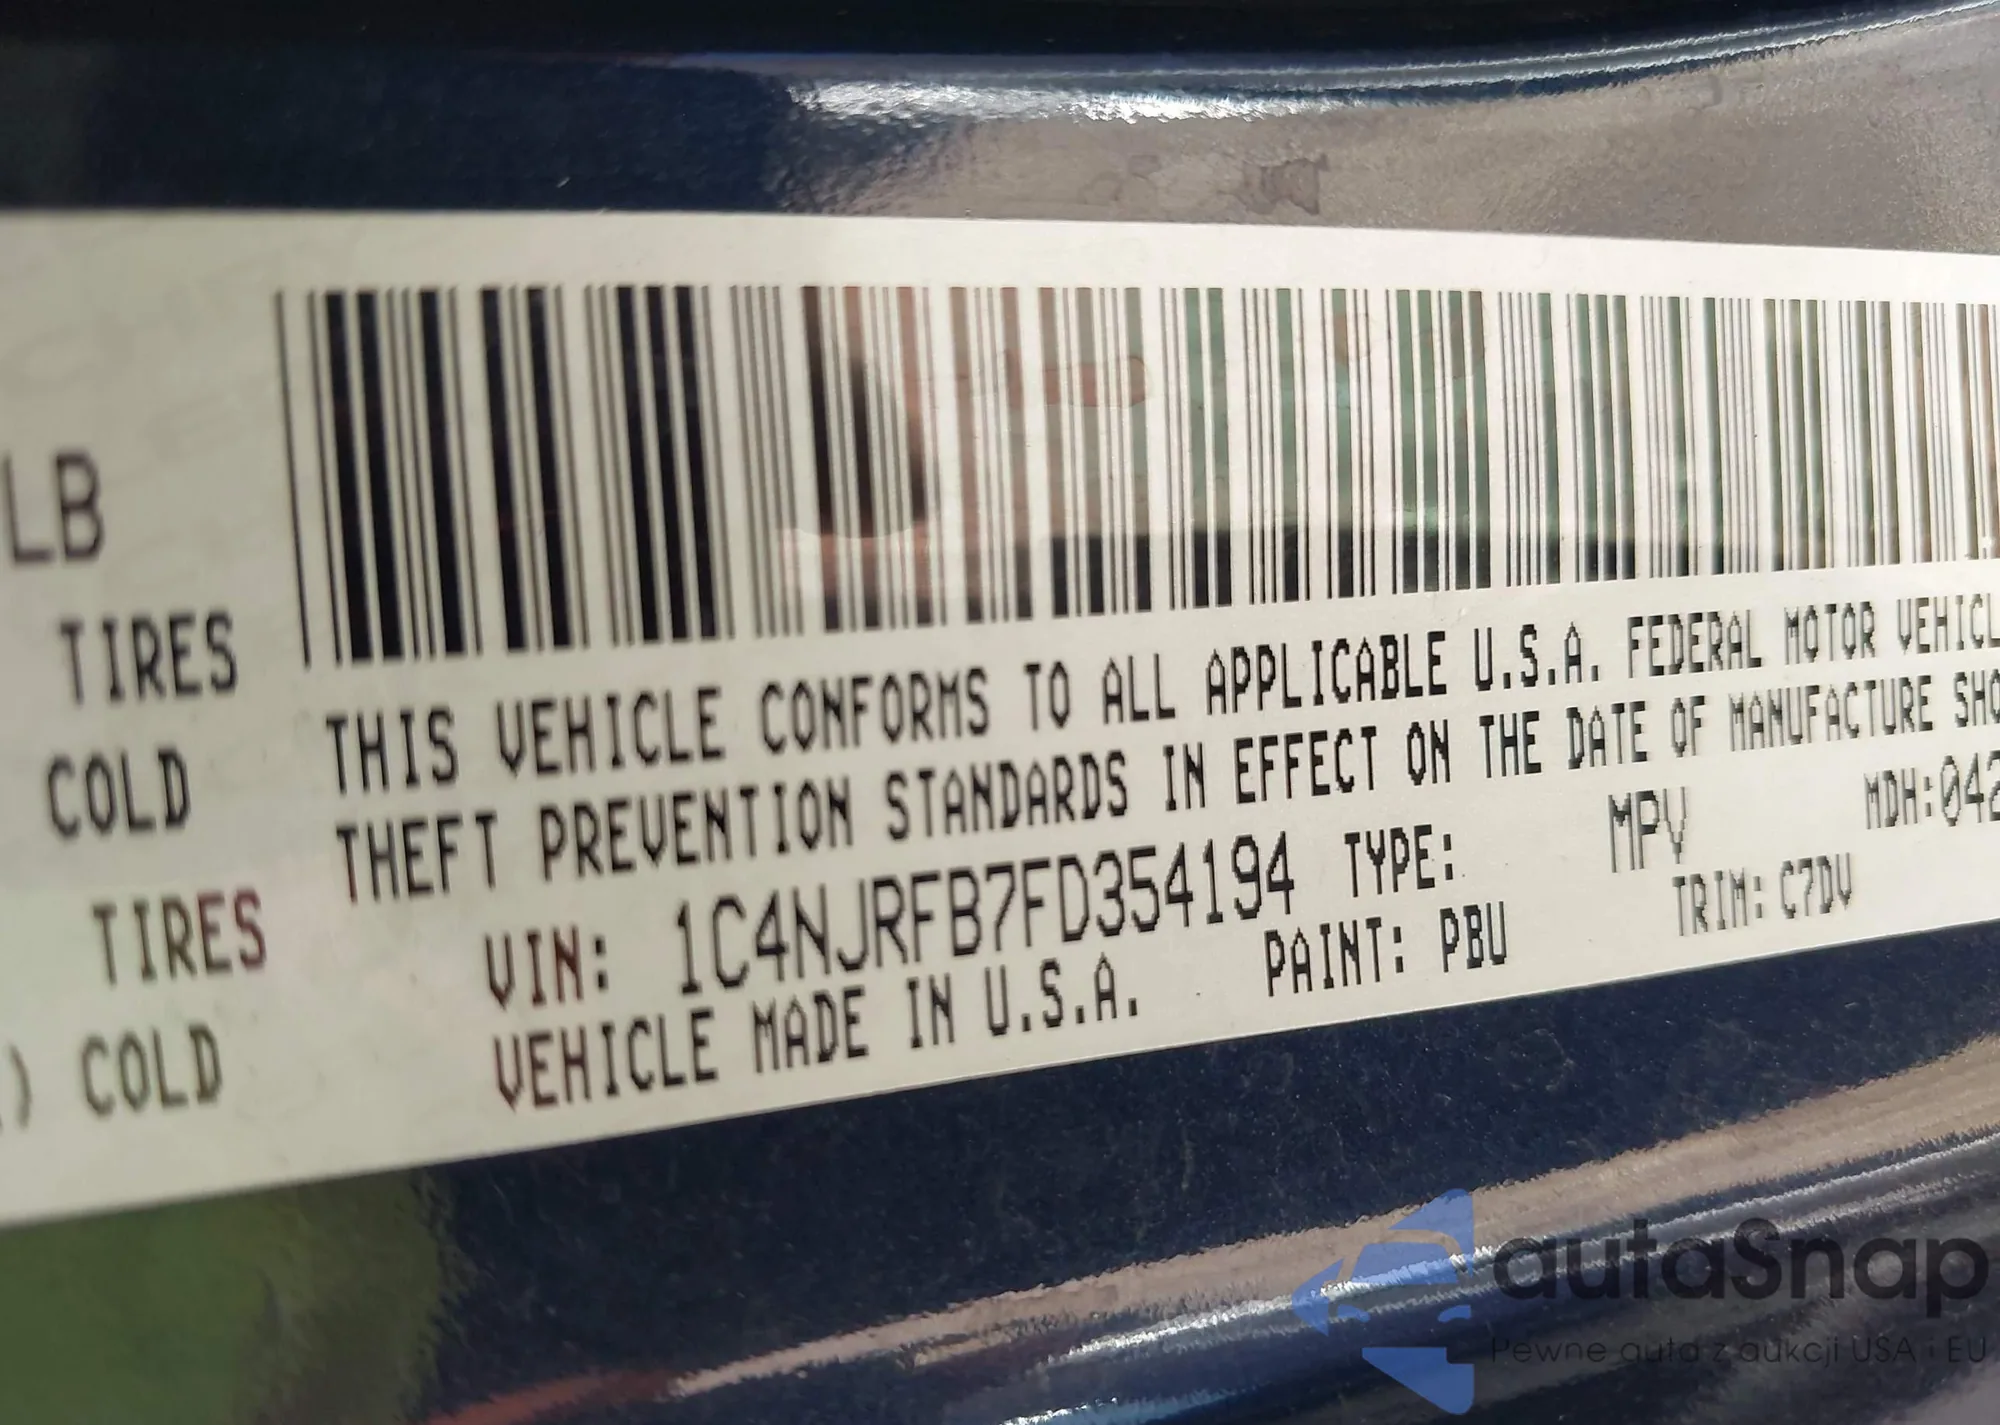 LB
TIRES
COLD
TIRES
) COLD
THIS VEHICLE CONFORMS TO ALL APPLICABLE U.S.A. FEDERAL MOTOR VEHICL
THEFT PREVENTION STANDARDS IN EFFECT ON THE DATE OF MANUFACTURE SHO
VIN: 1C4NJRFB7FD354194 TYPE: MPV MDH:042
VEHICLE MADE IN U.S.A. PAINT: PBU TRIM: C7DV
autaSnap
Pewne auta z aukcji USA i EU